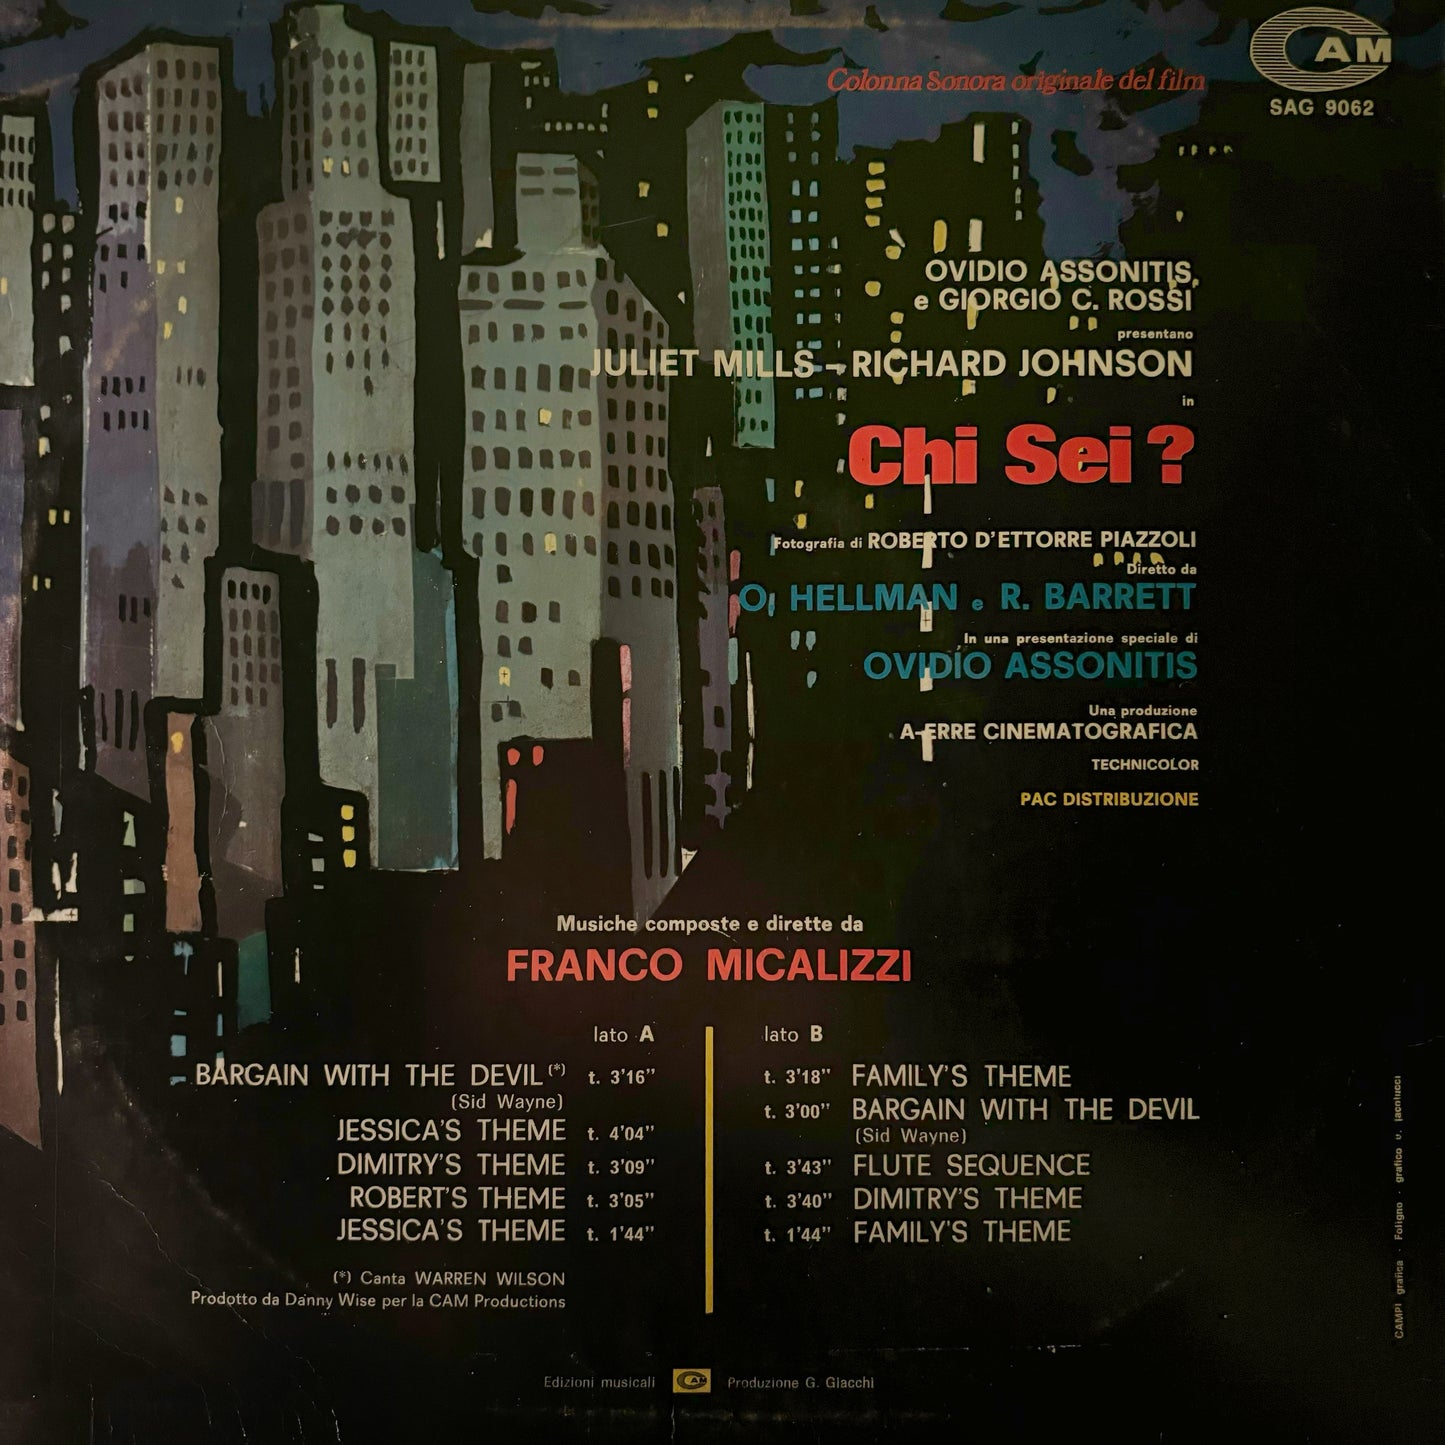 CAM
SAG 9062
Colonna Sonora originale del film
OVIDIO ASSONITIS,
e GIORGIO C. ROSSI
presentano
JULIET MILLS - RICHARD JOHNSON
in
Chi Sei ?
Fotografia di ROBERTO D'ETTORRE PIAZZOLI
Diretto da
O. HELLMAN e R. BARRETT
In una presentazione speciale di
OVIDIO ASSONITIS
Una produzione
A-ERRE CINEMATOGRAFICA
TECHNICOLOR
PAC DISTRIBUZIONE
Musiche composte e dirette da
FRANCO MICALIZZI
lato A
BARGAIN WITH THE DEVIL (*) t. 3'16"
(Sid Wayne)
JESSICA'S THEME t. 4'04"
DIMITRY'S THEME t. 3'09"
ROBERT'S THEME t. 3'05"
JESSICA'S THEME t. 1'44"
(*) Canta WARREN WILSON
Prodotto da Danny Wise per la CAM Productions
lato B
t. 3'18" FAMILY'S THEME
t. 3'00" BARGAIN WITH THE DEVIL
(Sid Wayne)
t. 3'43" FLUTE SEQUENCE
t. 3'40" DIMITRY'S THEME
t. 1'44" FAMILY'S THEME
Edizioni musicali CAM Produzione G. Giacchi
CAMPI grafica · Foligno · grafico u. iacolucci